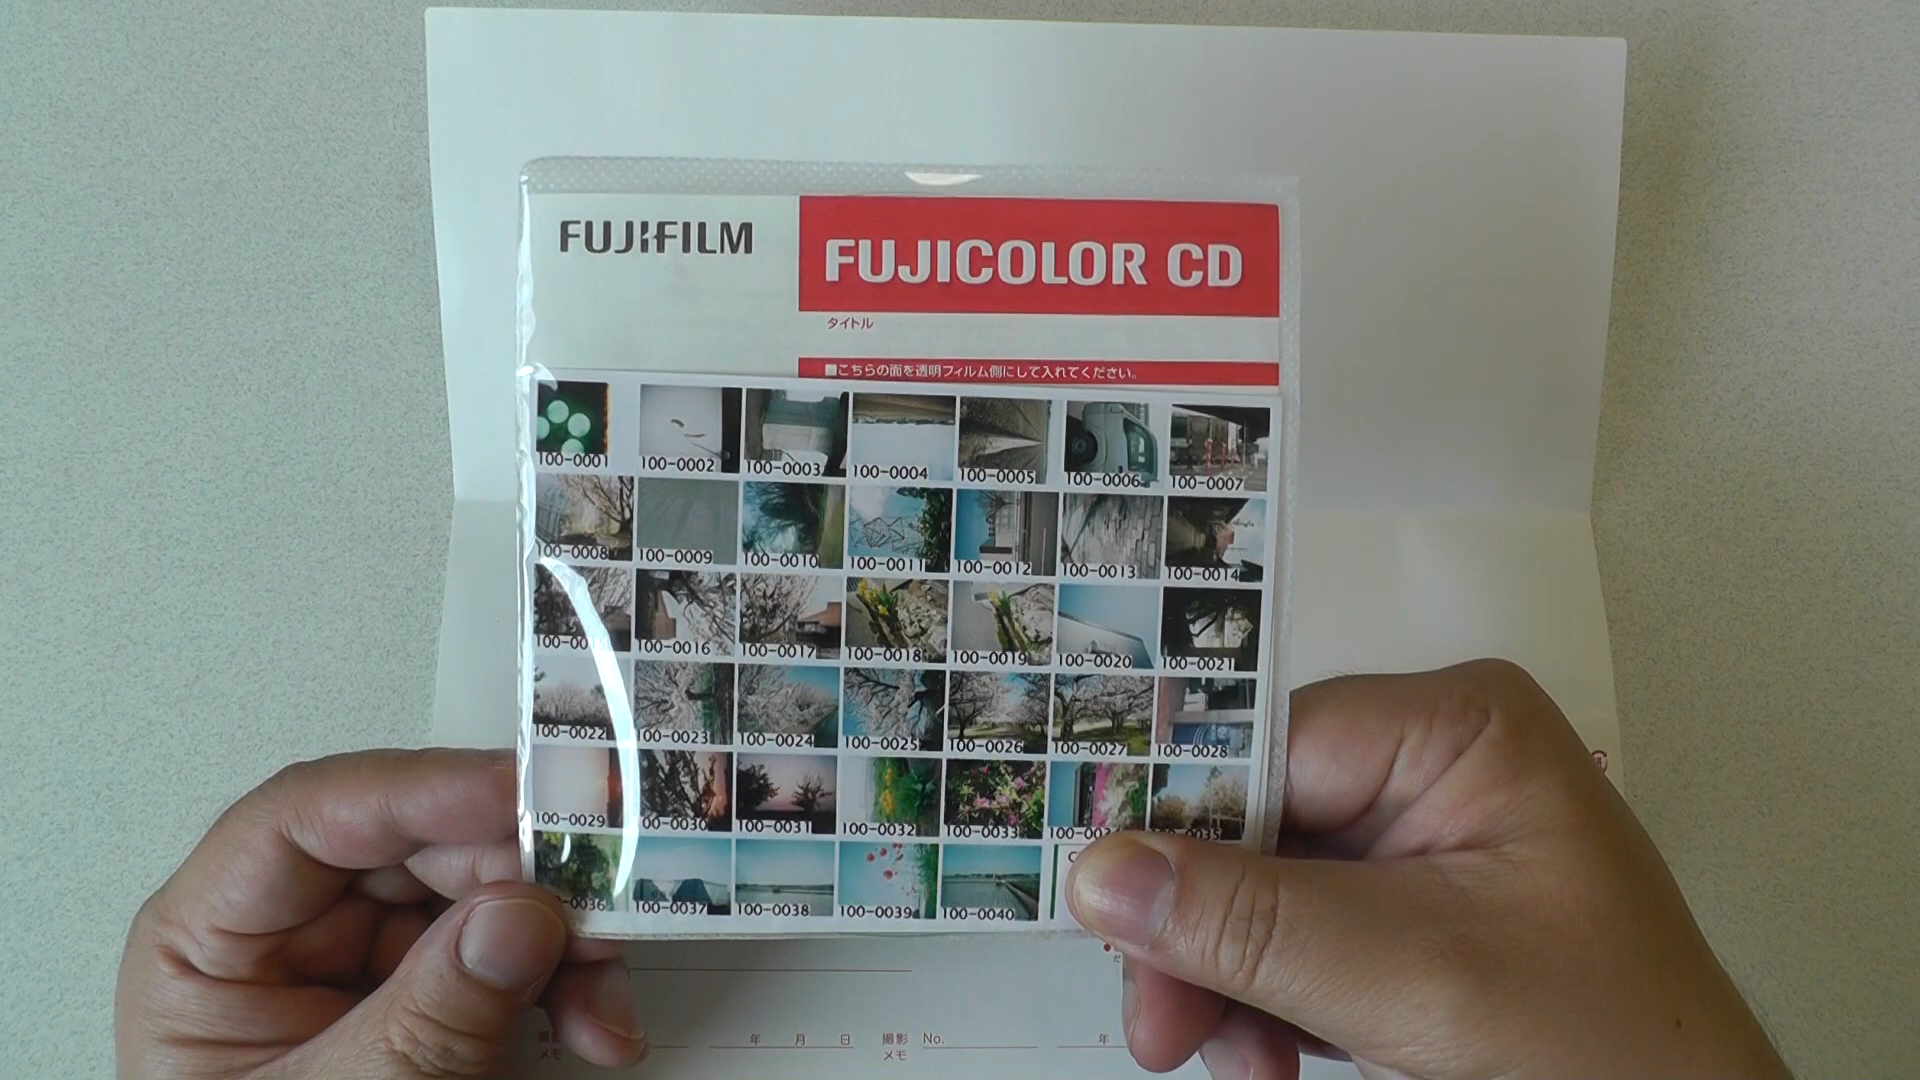 FUJIFILM
FUJICOLOR CD
タイトル
■こちらの面を透明フィルム側にして入れてください。
100-0001 100-0002 100-0003 100-0004 100-0005 100-0006 100-0007
100-0008 100-0009 100-0010 100-0011 100-0012 100-0013 100-0014
100-0015 100-0016 100-0017 100-0018 100-0019 100-0020 100-0021
100-0022 100-0023 100-0024 100-0025 100-0026 100-0027 100-0028
100-0029 100-0030 100-0031 100-0032 100-0033 100-0034 100-0035
-0036 100-0037 100-0038 100-0039 100-0040
年 月 日 撮影 No. 年
メモ メモ